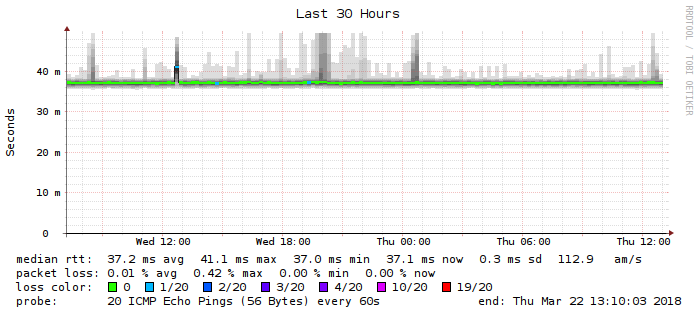 Last 30 Hours
RRDTOOL / TOBI OETIKER
Seconds
40 m
30 m
20 m
10 m
0
Wed 12:00 Wed 18:00 Thu 00:00 Thu 06:00 Thu 12:00
median rtt: 37.2 ms avg 41.1 ms max 37.0 ms min 37.1 ms now 0.3 ms sd 112.9 am/s
packet loss: 0.01 % avg 0.42 % max 0.00 % min 0.00 % now
loss color: 0 1/20 2/20 3/20 4/20 10/20 19/20
probe: 20 ICMP Echo Pings (56 Bytes) every 60s end: Thu Mar 22 13:10:03 2018